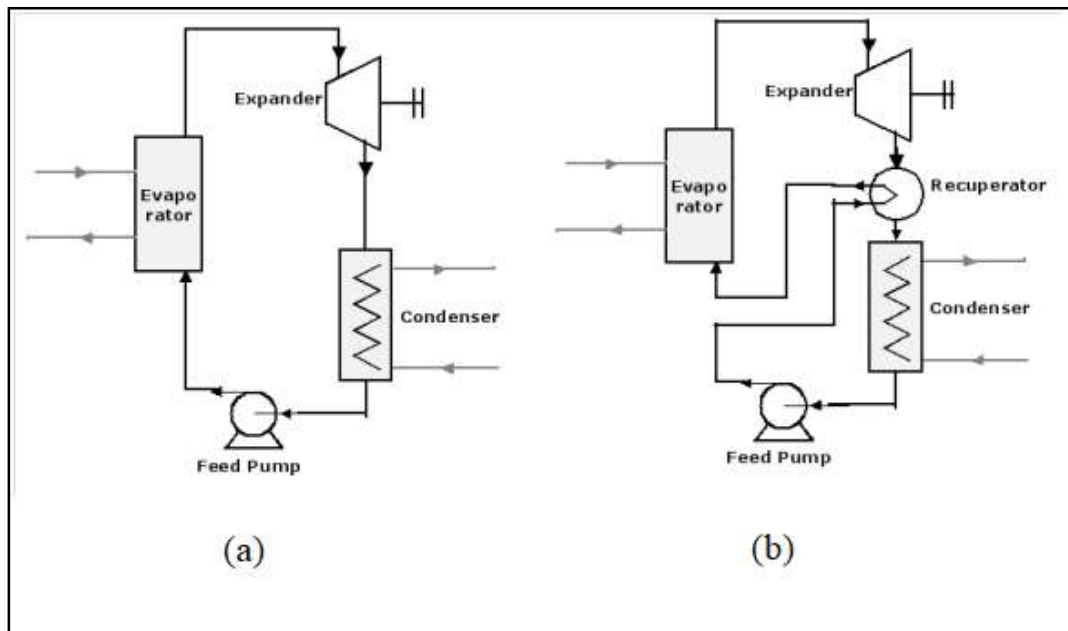 Expander
Evapo
rator
Condenser
Feed Pump
(a)
Expander
Recuperator
Evapo
rator
Condenser
Feed Pump
(b)